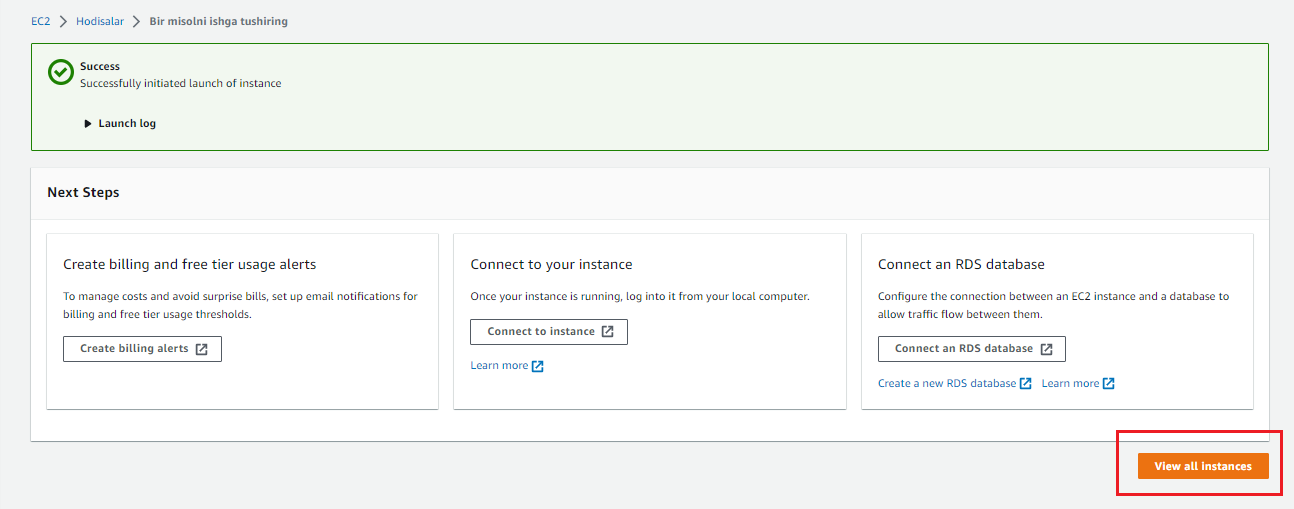 EC2 > Hodisalar > Bir misolni ishga tushiring
Success
Successfully initiated launch of instance
Launch log
Next Steps
Create billing and free tier usage alerts
To manage costs and avoid surprise bills, set up email notifications for
billing and free tier usage thresholds.
Create billing alerts
Connect to your instance
Once your instance is running, log into it from your local computer.
Connect to instance
Learn more
Connect an RDS database
Configure the connection between an EC2 instance and a database to
allow traffic flow between them.
Connect an RDS database
Create a new RDS database Learn more
View all instances